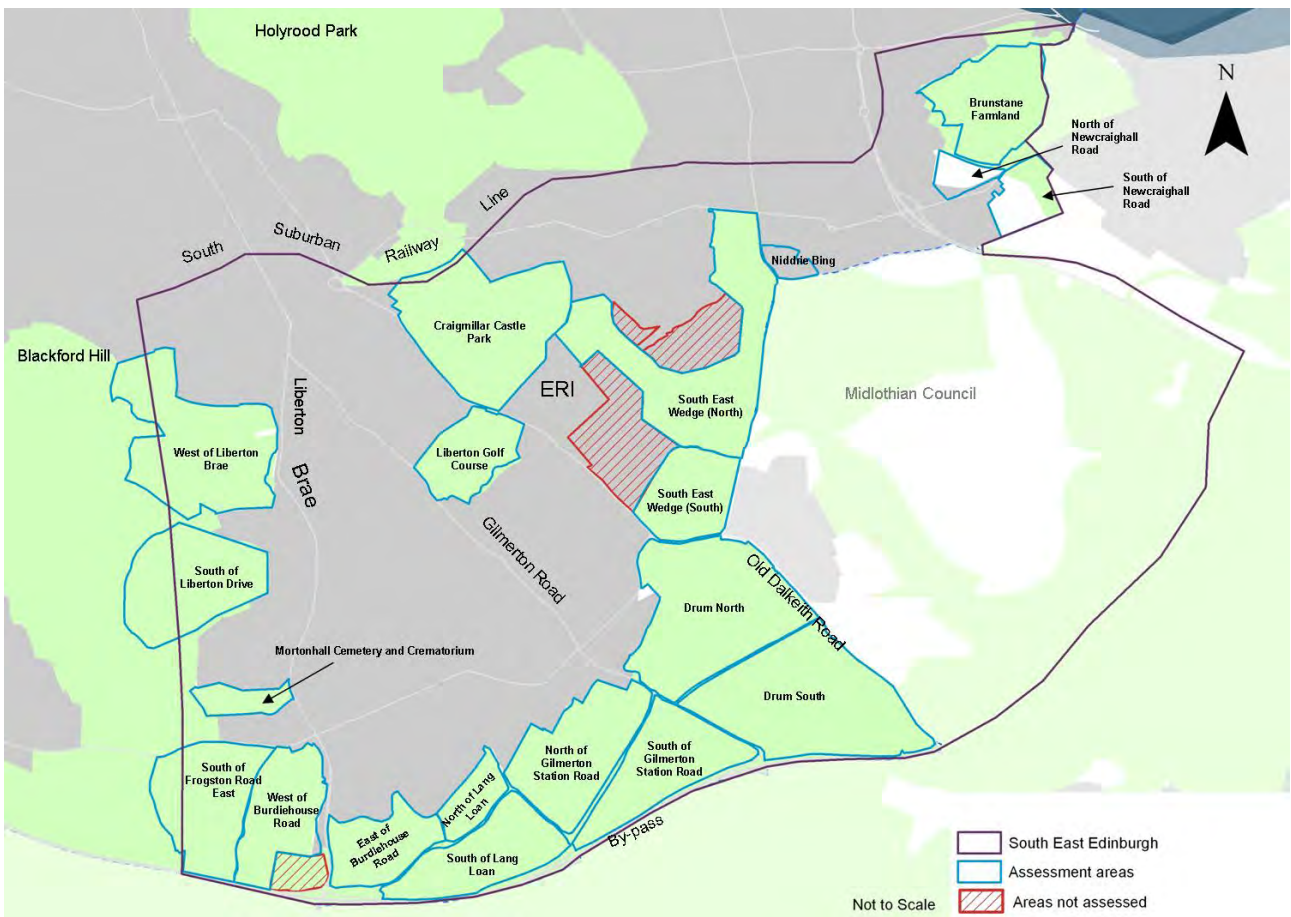 Holyrood Park
N
Brunstane
Farmland
North of
Newcraighall
Road
South of
Newcraighall
Road
South
Suburban
Railway
Line
Niddrie Bing
Craigmillar Castle
Park
Blackford Hill
ERI
Midlothian Council
South East
Wedge (North)
Liberton
Brae
West of Liberton
Brae
Liberton Golf
Course
South East
Wedge (South)
Gilmerton Road
South of
Liberton Drive
Old Dalkeith Road
Drum North
Mortonhall Cemetery and Crematorium
Drum South
South of
Frogston Road
East
West of
Burdiehouse
Road
East of
Burdiehouse
Road
North of Lang
Loan
North of
Gilmerton
Station Road
South of
Gilmerton
Station Road
South of Lang
Loan
By-pass
South East Edinburgh
Assessment areas
Areas not assessed
Not to Scale